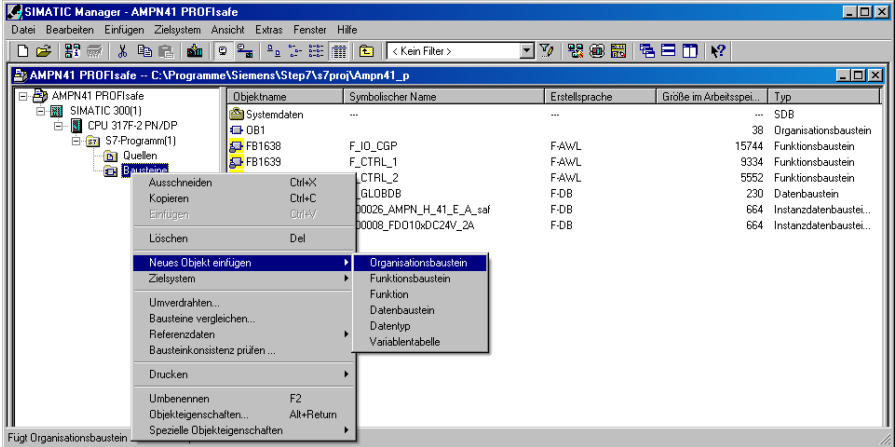 SIMATIC Manager - AMPN41 PROFIsafe
Datei Bearbeiten Einfügen Zielsystem Ansicht Extras Fenster Hilfe
< Kein Filter >
AMPN41 PROFIsafe -- C:\Programme\Siemens\Step7\s7proj\Ampn41_p
AMPN41 PROFIsafe
SIMATIC 300(1)
CPU 317F-2 PN/DP
S7-Programm(1)
Quellen
Bausteine
Objektname Symbolischer Name Erstellsprache Größe im Arbeitsspei... Typ
Systemdaten --- --- --- SDB
OB1 38 Organisationsbaustein
FB1638 F_IO_CGP F-AWL 15744 Funktionsbaustein
FB1639 F_CTRL_1 F-AWL 9334 Funktionsbaustein
_CTRL_2 F-AWL 5552 Funktionsbaustein
_GLOBDB F-DB 230 Datenbaustein
00026_AMPN_H_41_E_A_saf F-DB 664 Instanzdatenbaustei...
00008_FDO10xDC24V_2A F-DB 664 Instanzdatenbaustei...
Ausschneiden Ctrl+X
Kopieren Ctrl+C
Einfügen Ctrl+V
Löschen Del
Neues Objekt einfügen
Zielsystem
Umverdrahten...
Bausteine vergleichen...
Referenzdaten
Bausteinkonsistenz prüfen ...
Drucken
Umbenennen F2
Objekteigenschaften... Alt+Return
Spezielle Objekteigenschaften
Organisationsbaustein
Funktionsbaustein
Funktion
Datenbaustein
Datentyp
Variablentabelle
Fügt Organisationsbaustein